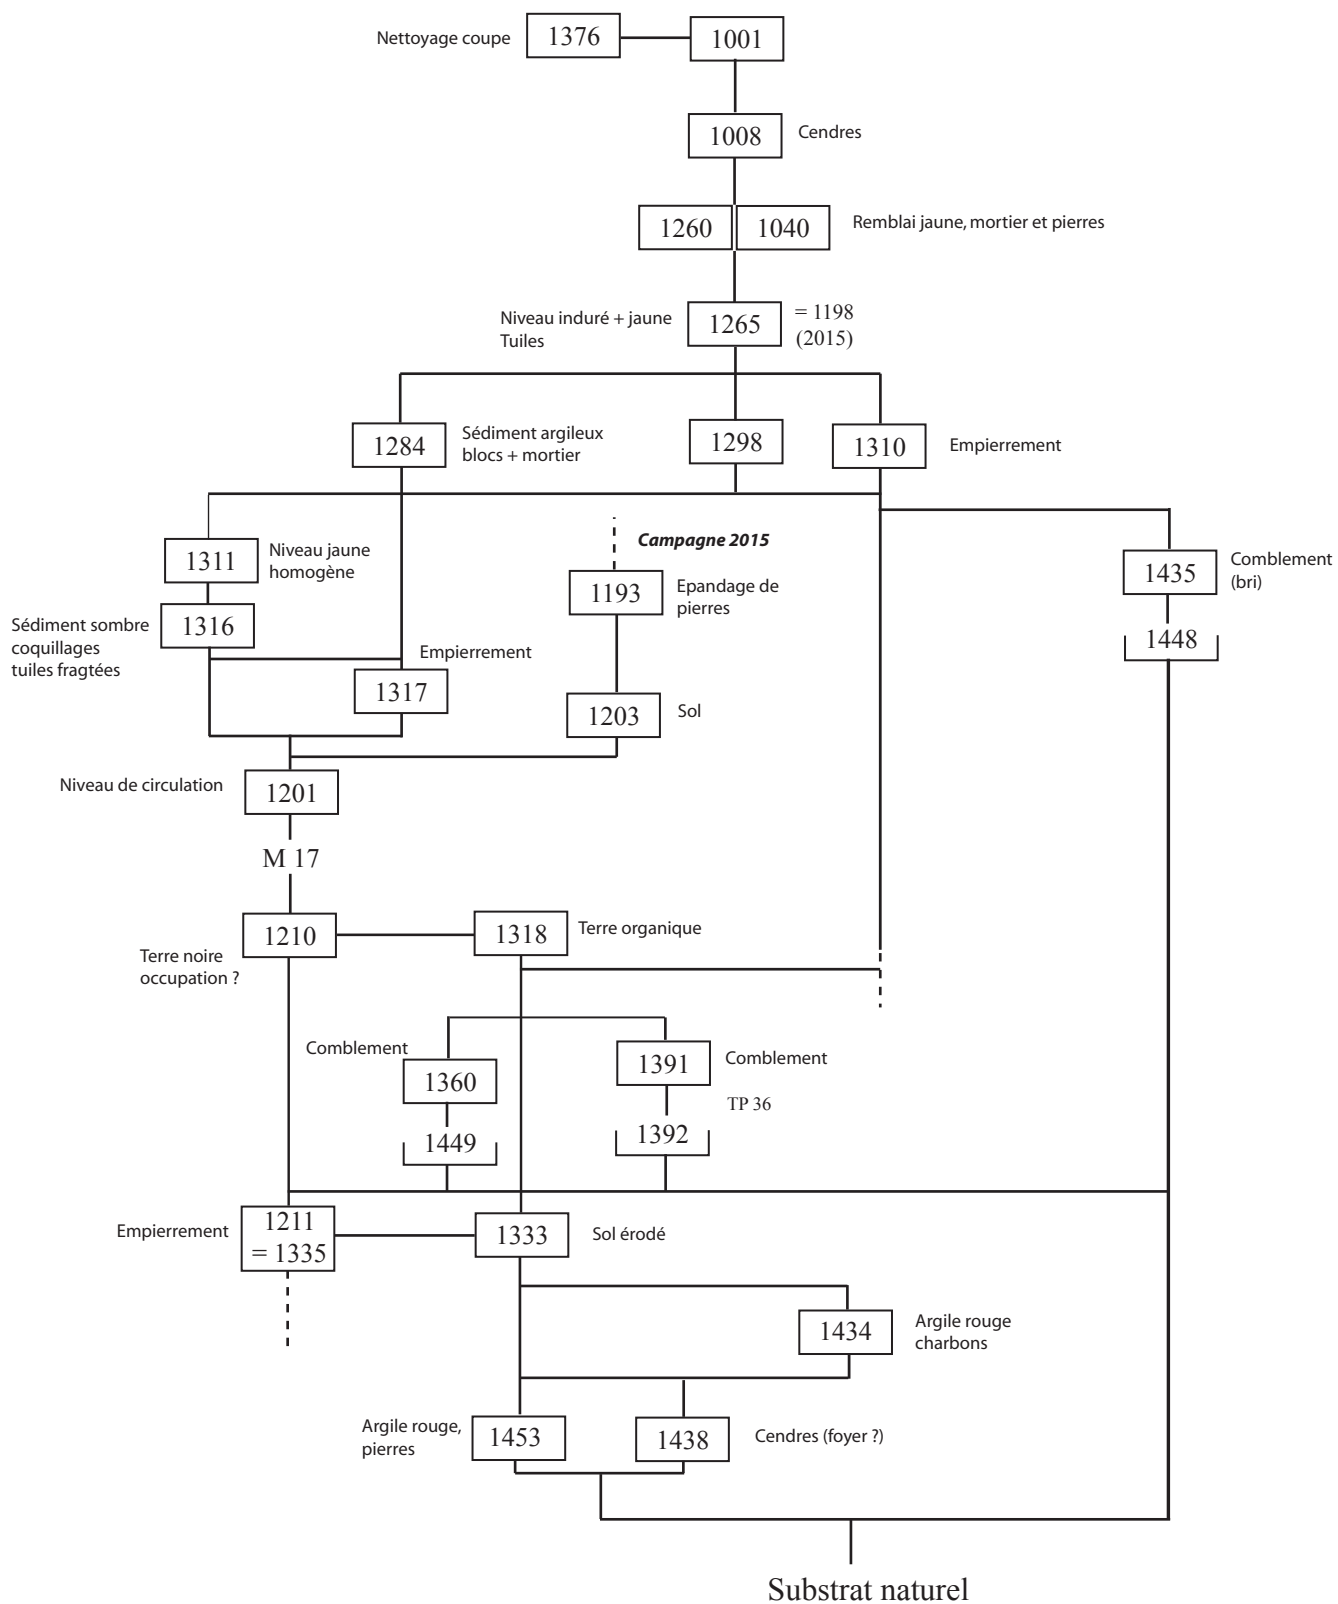 Nettoyage coupe
1376
1001
1008
Cendres
1260
1040
Remblai jaune, mortier et pierres
Niveau induré + jaune
Tuiles
1265
= 1198
(2015)
1284
Sédiment argileux
blocs + mortier
1298
1310
Empierrement
1311
Niveau jaune
homogène
Campagne 2015
1193
Epandage de
pierres
1435
Comblement
(bri)
Sédiment sombre
coquillages
tuiles fragtées
1316
1448
Empierrement
1317
1203
Sol
Niveau de circulation
1201
M 17
1210
Terre noire
occupation ?
1318
Terre organique
Comblement
1360
1391
Comblement
TP 36
1449
1392
Empierrement
1211
= 1335
1333
Sol érodé
1434
Argile rouge
charbons
Argile rouge,
pierres
1453
1438
Cendres (foyer ?)
Substrat naturel